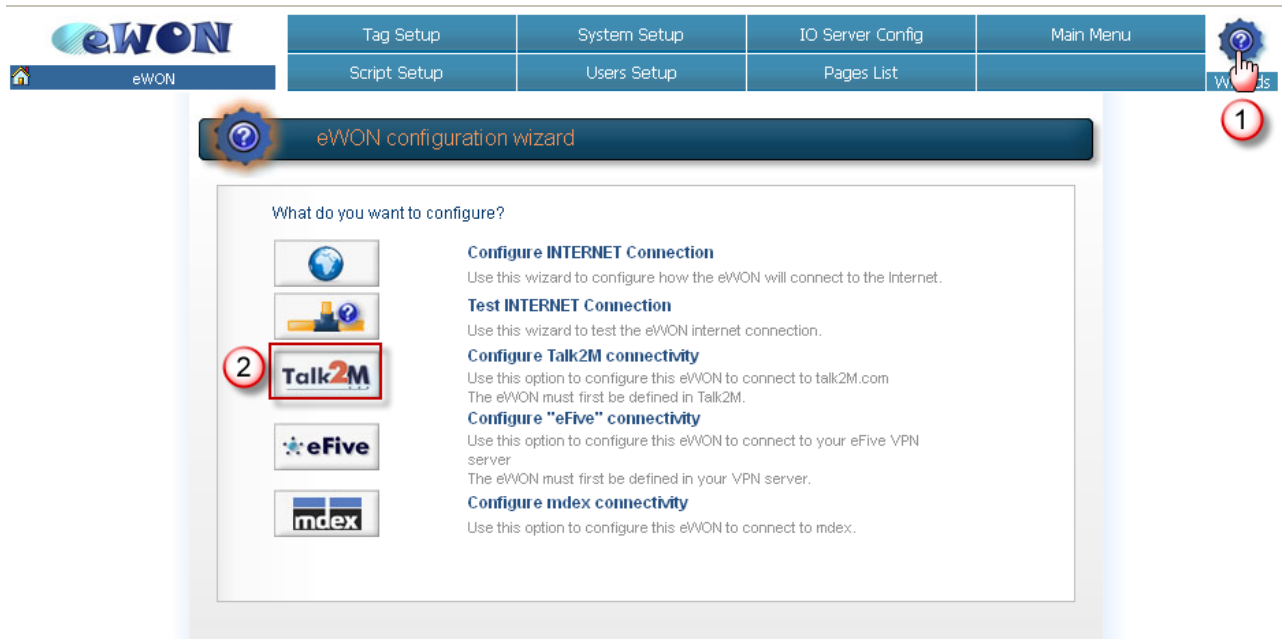 eWON
Tag Setup
System Setup
IO Server Config
Main Menu
eWON
Script Setup
Users Setup
Pages List
1
eWON configuration wizard
What do you want to configure?
Configure INTERNET Connection
Use this wizard to configure how the eWON will connect to the Internet.
Test INTERNET Connection
Use this wizard to test the eWON internet connection.
2
Talk2M
Configure Talk2M connectivity
Use this option to configure this eWON to connect to talk2M.com
The eWON must first be defined in Talk2M.
Configure "eFive" connectivity
eFive
Use this option to configure this eWON to connect to your eFive VPN
server
The eWON must first be defined in your VPN server.
Configure mdex connectivity
mdex
Use this option to configure this eWON to connect to mdex.